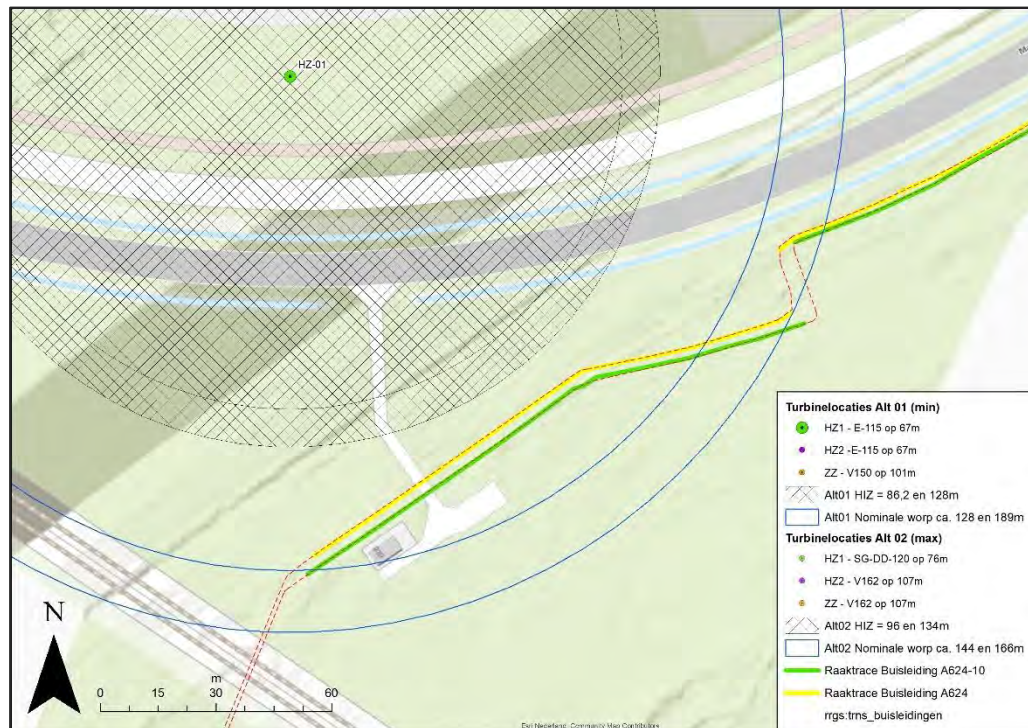 HZ-01
Turbinelocaties Alt 01 (min)
HZ1 - E-115 op 67m
HZ2 -E-115 op 67m
ZZ - V150 op 101m
Alt01 HIZ = 86,2 en 128m
Alt01 Nominale worp ca. 128 en 189m
Turbinelocaties Alt 02 (max)
HZ1 - SG-DD-120 op 76m
HZ2 - V162 op 107m
ZZ - V162 op 107m
Alt02 HIZ = 96 en 134m
Alt02 Nominale worp ca. 144 en 166m
Raaktrace Buisleiding A624-10
Raaktrace Buisleiding A624
rrgs:trns_buisleidingen
N
m
0 15 30 60
Esri Nederland, Community Map Contributors